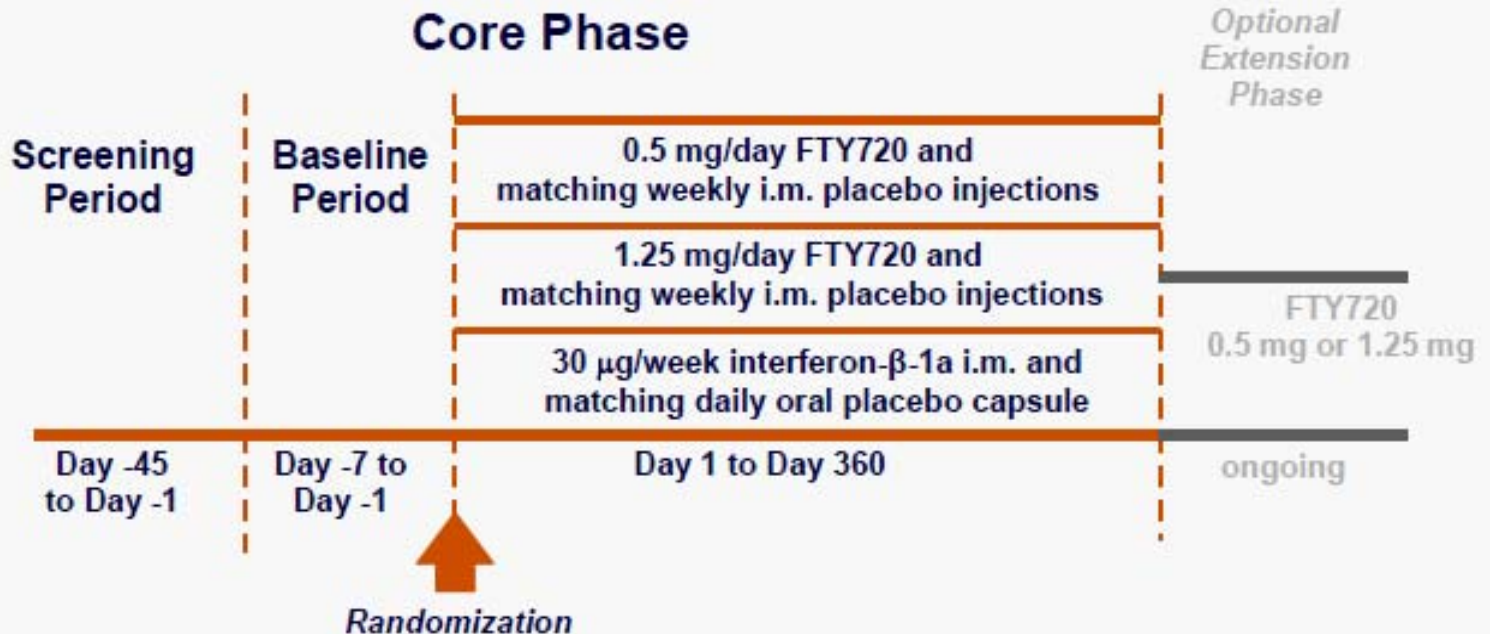 Core Phase
Optional
Extension
Phase
Screening
Period
Baseline
Period
0.5 mg/day FTY720 and
matching weekly i.m. placebo injections
1.25 mg/day FTY720 and
matching weekly i.m. placebo injections
30 μg/week interferon-β-1a i.m. and
matching daily oral placebo capsule
FTY720
0.5 mg or 1.25 mg
Day -45
to Day -1
Day -7 to
Day -1
Day 1 to Day 360
ongoing
Randomization